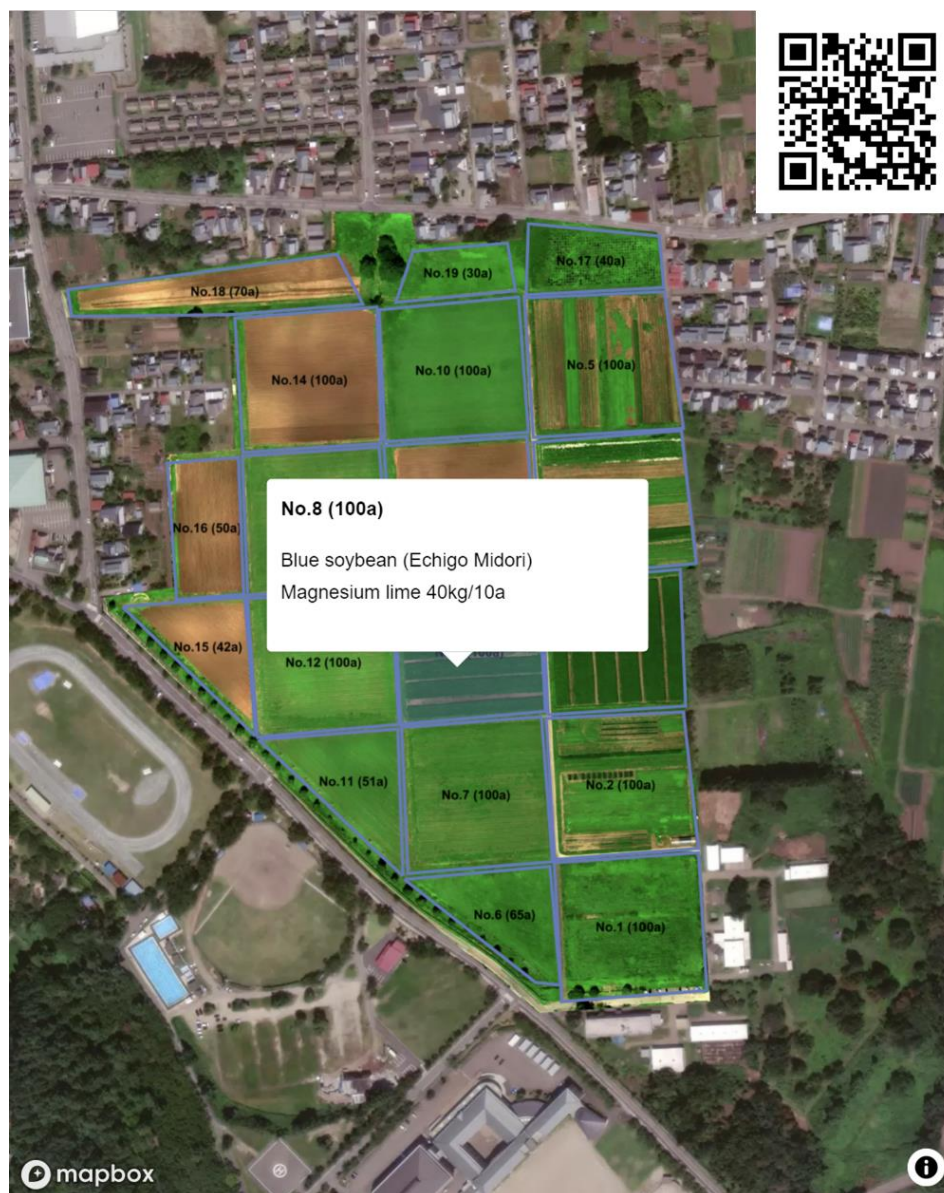 No.17 (40a)
No.19 (30a)
No.18 (70a)
No.5 (100a)
No.10 (100a)
No.14 (100a)
No.8 (100a)
Blue soybean (Echigo Midori)
Magnesium lime 40kg/10a
No.16 (50a)
No.15 (42a)
No.12 (100a)
No.11 (51a)
No.7 (100a)
No.2 (100a)
No.6 (65a)
No.1 (100a)
mapbox